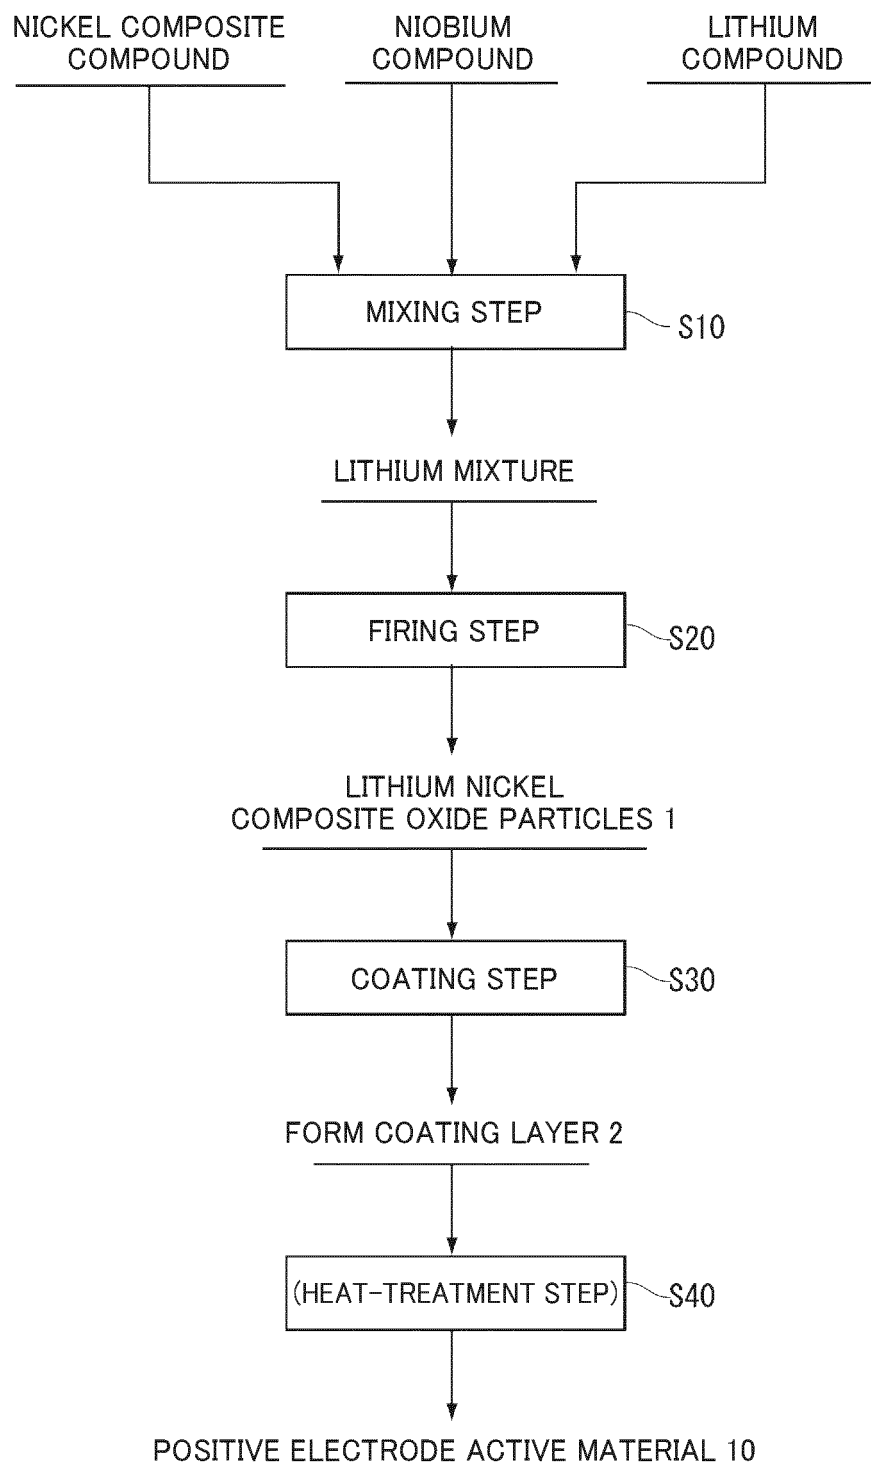 NICKEL COMPOSITE
COMPOUND
NIOBIUM
COMPOUND
LITHIUM
COMPOUND
MIXING STEP
S10
LITHIUM MIXTURE
FIRING STEP
S20
LITHIUM NICKEL
COMPOSITE OXIDE PARTICLES 1
COATING STEP
S30
FORM COATING LAYER 2
(HEAT-TREATMENT STEP)
S40
POSITIVE ELECTRODE ACTIVE MATERIAL 10